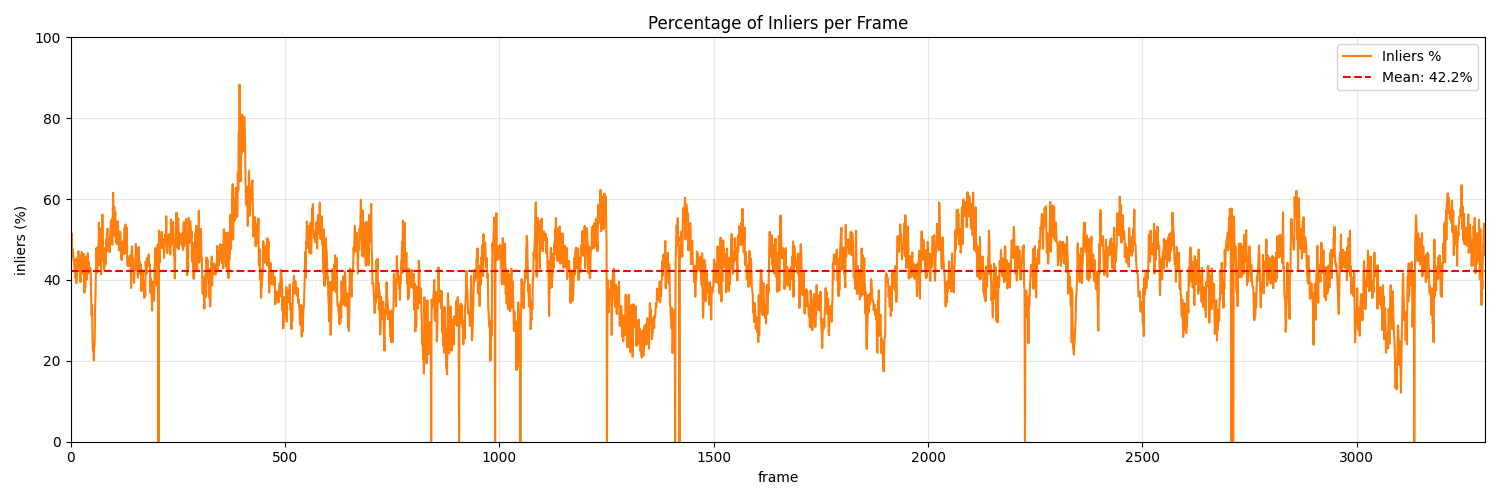 Percentage of Inliers per Frame
Inliers %
Mean: 42.2%
inliers (%)
100
80
60
40
20
0
0 500 1000 1500 2000 2500 3000
frame